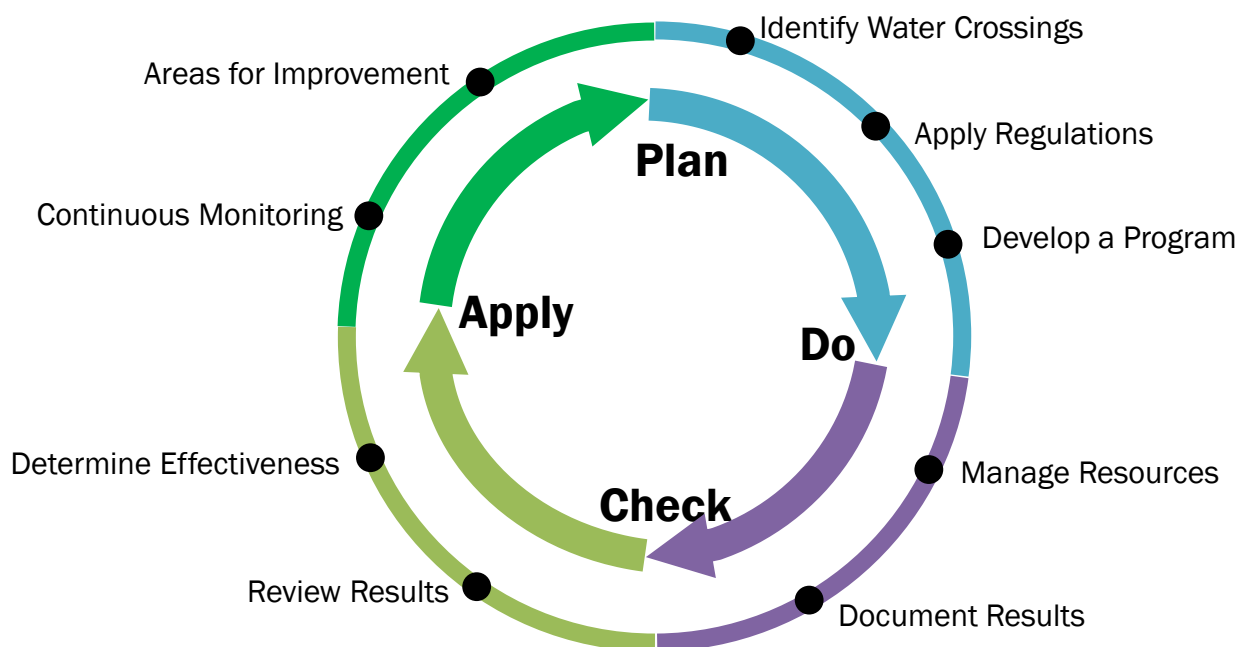 Identify Water Crossings
Areas for Improvement
Apply Regulations
Plan
Continuous Monitoring
Develop a Program
Apply
Do
Determine Effectiveness
Manage Resources
Check
Review Results
Document Results